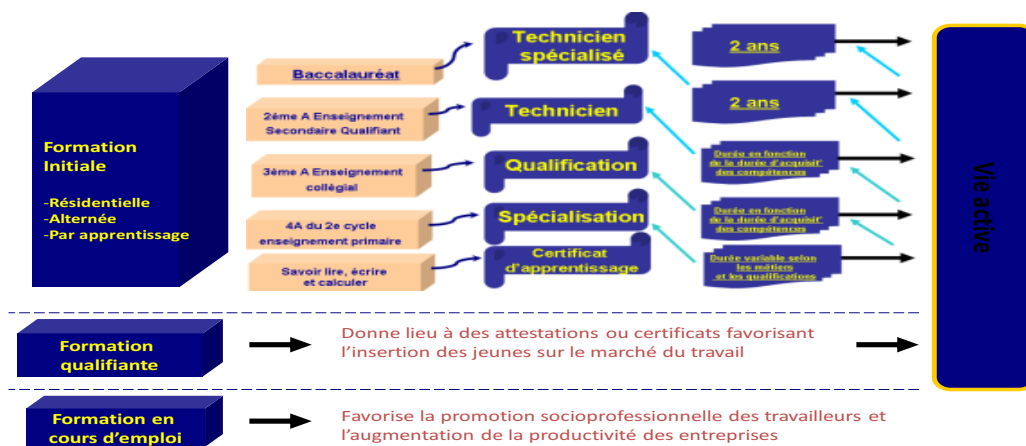 Formation
Initiale
-Résidentielle
-Alternée
-Par apprentissage
Baccalauréat
Technicien
spécialisé
2 ans
2ème A Enseignement
Secondaire Qualifiant
Technicien
2 ans
3ème A Enseignement
collégial
Qualification
Durée en fonction
de la durée d'acquisit°
des compétences
4A du 2e cycle
enseignement primaire
Spécialisation
Durée en fonction
de la durée d'acquisit°
des compétences
Savoir lire, écrire
et calculer
Certificat
d'apprentissage
Durée variable selon
les métiers
et les qualifications
Vie active
Formation
qualifiante
Donne lieu à des attestations ou certificats favorisant
l'insertion des jeunes sur le marché du travail
Formation en
cours d'emploi
Favorise la promotion socioprofessionnelle des travailleurs et
l'augmentation de la productivité des entreprises